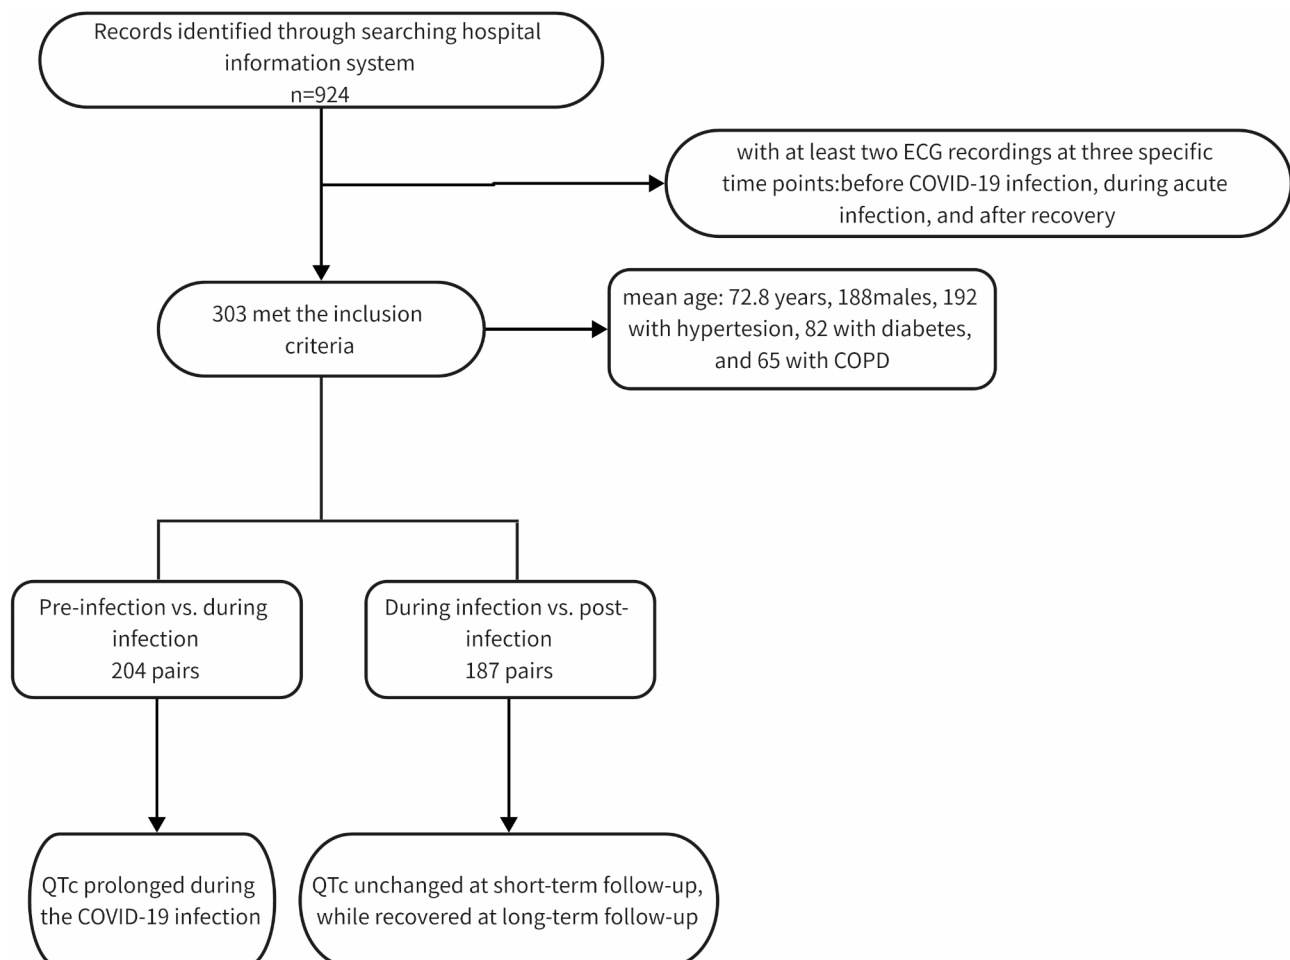 Records identified through searching hospital
information system
n=924
with at least two ECG recordings at three specific
time points:before COVID-19 infection, during acute
infection, and after recovery
303 met the inclusion
criteria
mean age: 72.8 years, 188males, 192
with hypertesion, 82 with diabetes,
and 65 with COPD
Pre-infection vs. during
infection
204 pairs
During infection vs. post-
infection
187 pairs
QTc prolonged during
the COVID-19 infection
QTc unchanged at short-term follow-up,
while recovered at long-term follow-up